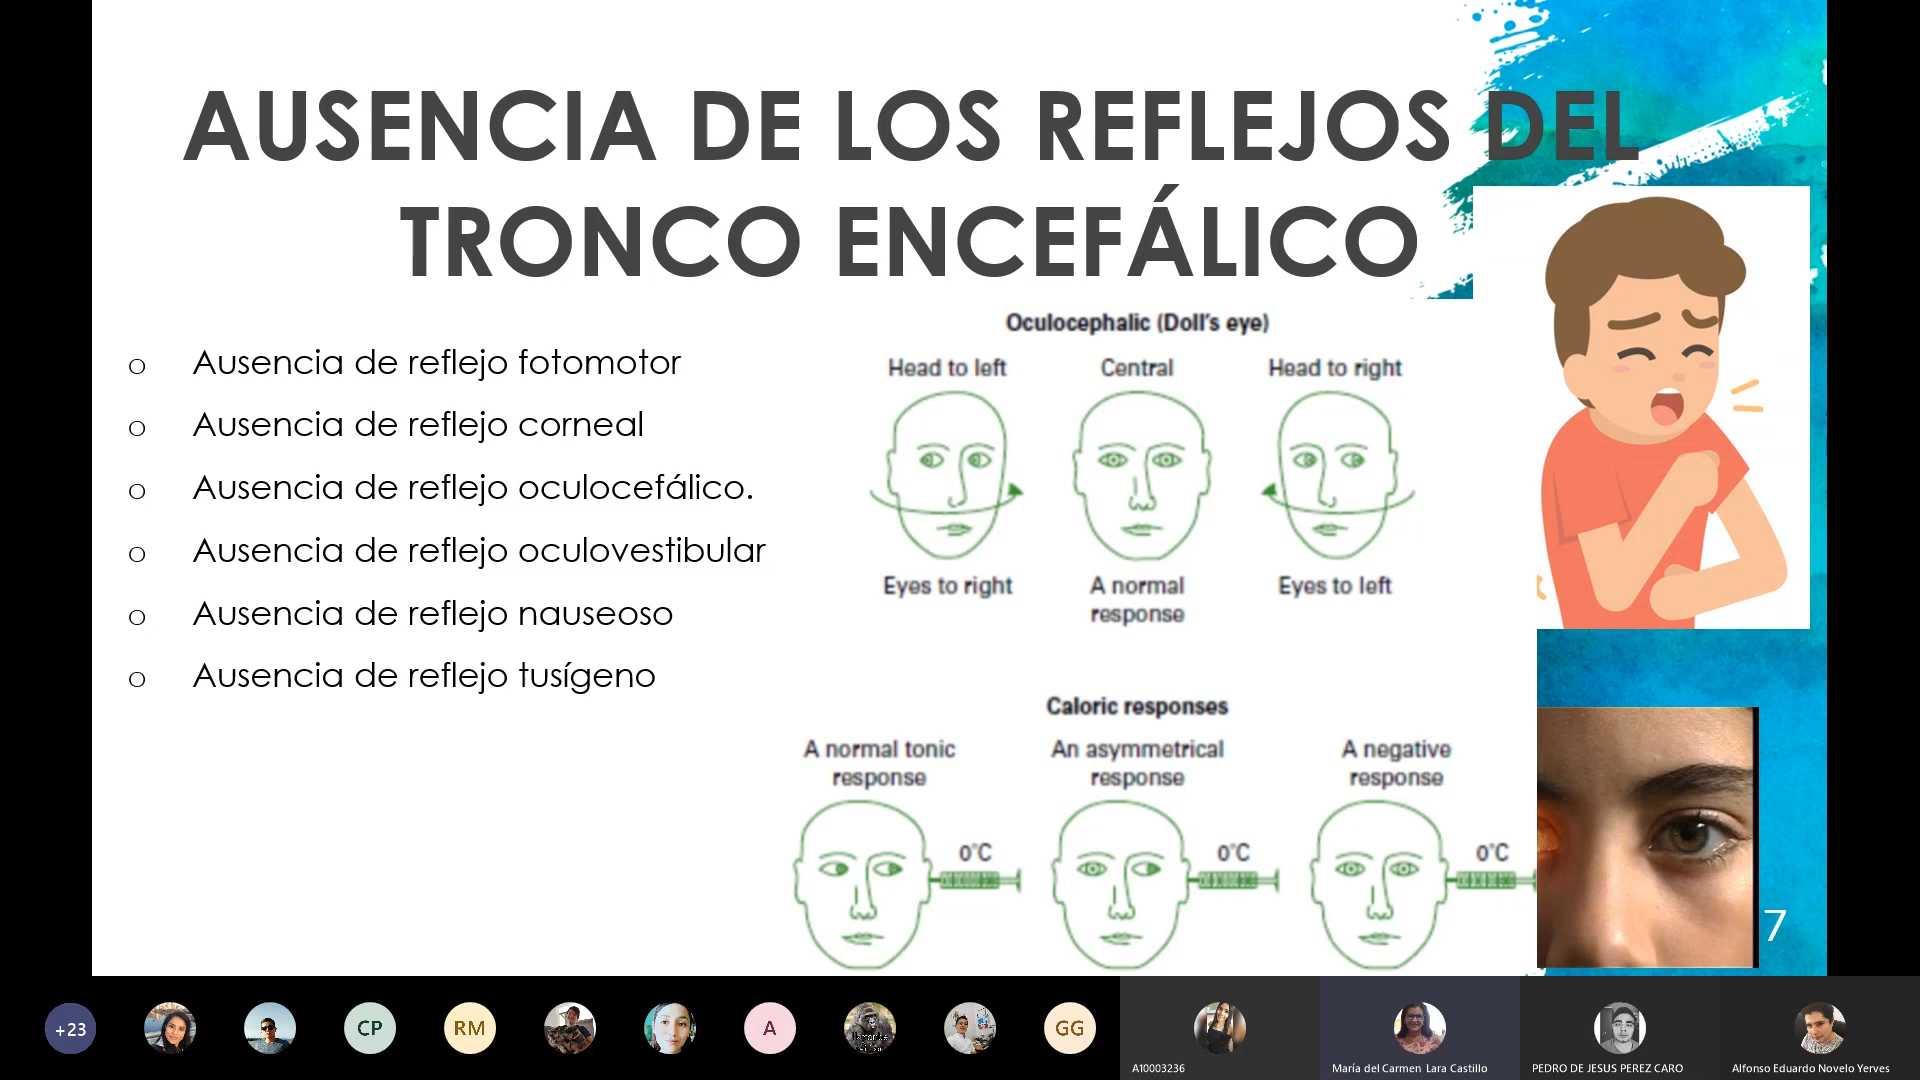 AUSENCIA DE LOS REFLEJOS DEL
TRONCO ENCEFÁLICO
o Ausencia de reflejo fotomotor
o Ausencia de reflejo corneal
o Ausencia de reflejo oculocefálico.
o Ausencia de reflejo oculovestibular
o Ausencia de reflejo nauseoso
o Ausencia de reflejo tusígeno
Oculocephalic (Doll's eye)
Head to left
Central
Head to right
Eyes to right
A normal
response
Eyes to left
Caloric responses
A normal tonic
response
An asymmetrical
response
A negative
response
0°C
0°C
0°C
7
+23
CP
RM
A
GG
A10003236
María del Carmen Lara Castillo
PEDRO DE JESUS PEREZ CARO
Alfonso Eduardo Novelo Yerves